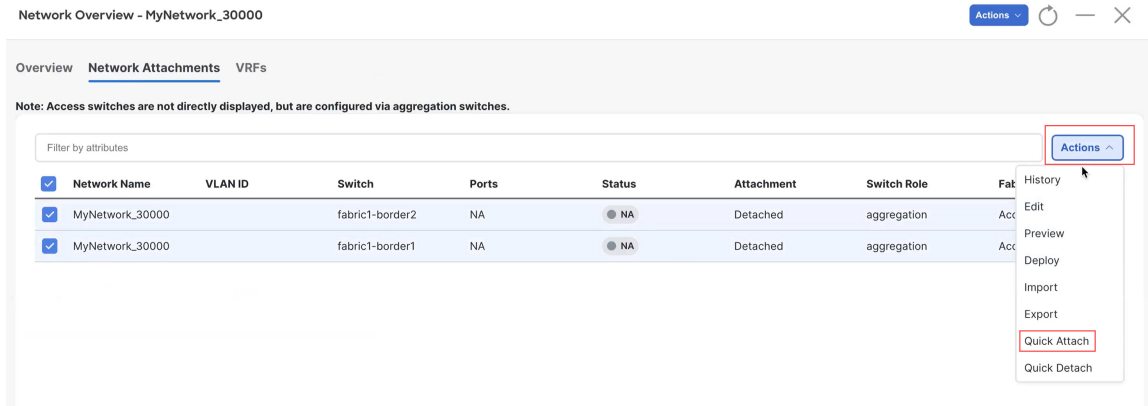 Network Overview - MyNetwork_30000
Actions
Overview Network Attachments VRFs
Note: Access switches are not directly displayed, but are configured via aggregation switches.
Filter by attributes
Actions
Network Name VLAN ID Switch Ports Status Attachment Switch Role Fab
MyNetwork_30000 fabric1-border2 NA NA Detached aggregation Acc
MyNetwork_30000 fabric1-border1 NA NA Detached aggregation Acc
History
Edit
Preview
Deploy
Import
Export
Quick Attach
Quick Detach